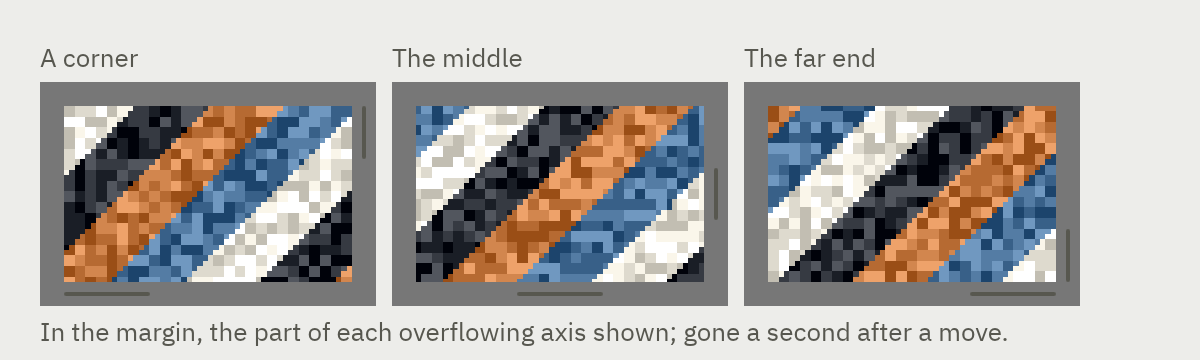 A corner
The middle
The far end
In the margin, the part of each overflowing axis shown; gone a second after a move.